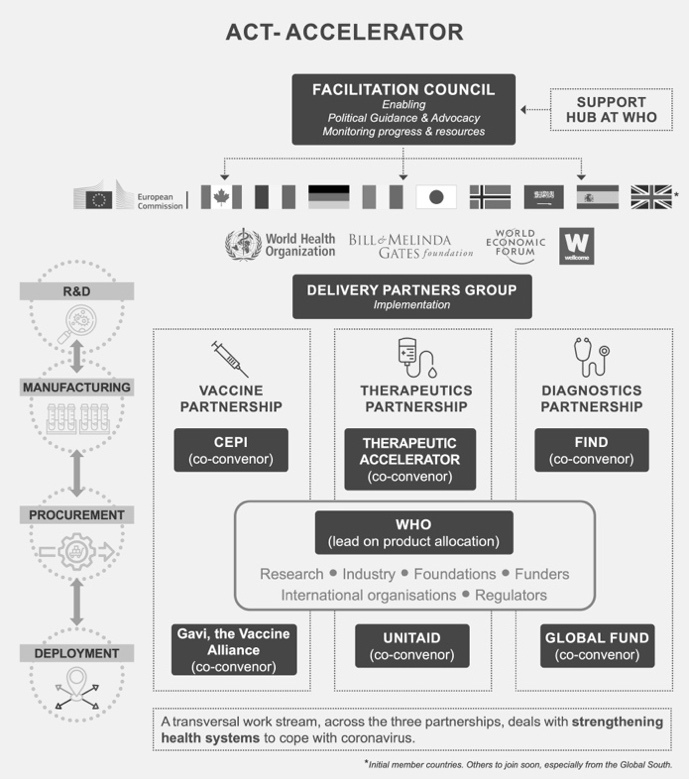 ACT- ACCELERATOR
FACILITATION COUNCIL
Enabling
Political Guidance & Advocacy
Monitoring progress & resources
SUPPORT
HUB AT WHO
European
Commission
*
World Health
Organization
BILL & MELINDA
GATES foundation
WORLD
ECONOMIC
FORUM
W
wellcome
DELIVERY PARTNERS GROUP
Implementation
R&D
MANUFACTURING
PROCUREMENT
DEPLOYMENT
VACCINE
PARTNERSHIP
CEPI
(co-convenor)
THERAPEUTICS
PARTNERSHIP
THERAPEUTIC
ACCELERATOR
(co-convenor)
DIAGNOSTICS
PARTNERSHIP
FIND
(co-convenor)
WHO
(lead on product allocation)
Research • Industry • Foundations • Funders
International organisations • Regulators
Gavi, the Vaccine
Alliance
(co-convenor)
UNITAID
(co-convenor)
GLOBAL FUND
(co-convenor)
A transversal work stream, across the three partnerships, deals with strengthening
health systems to cope with coronavirus.
*Initial member countries. Others to join soon, especially from the Global South.